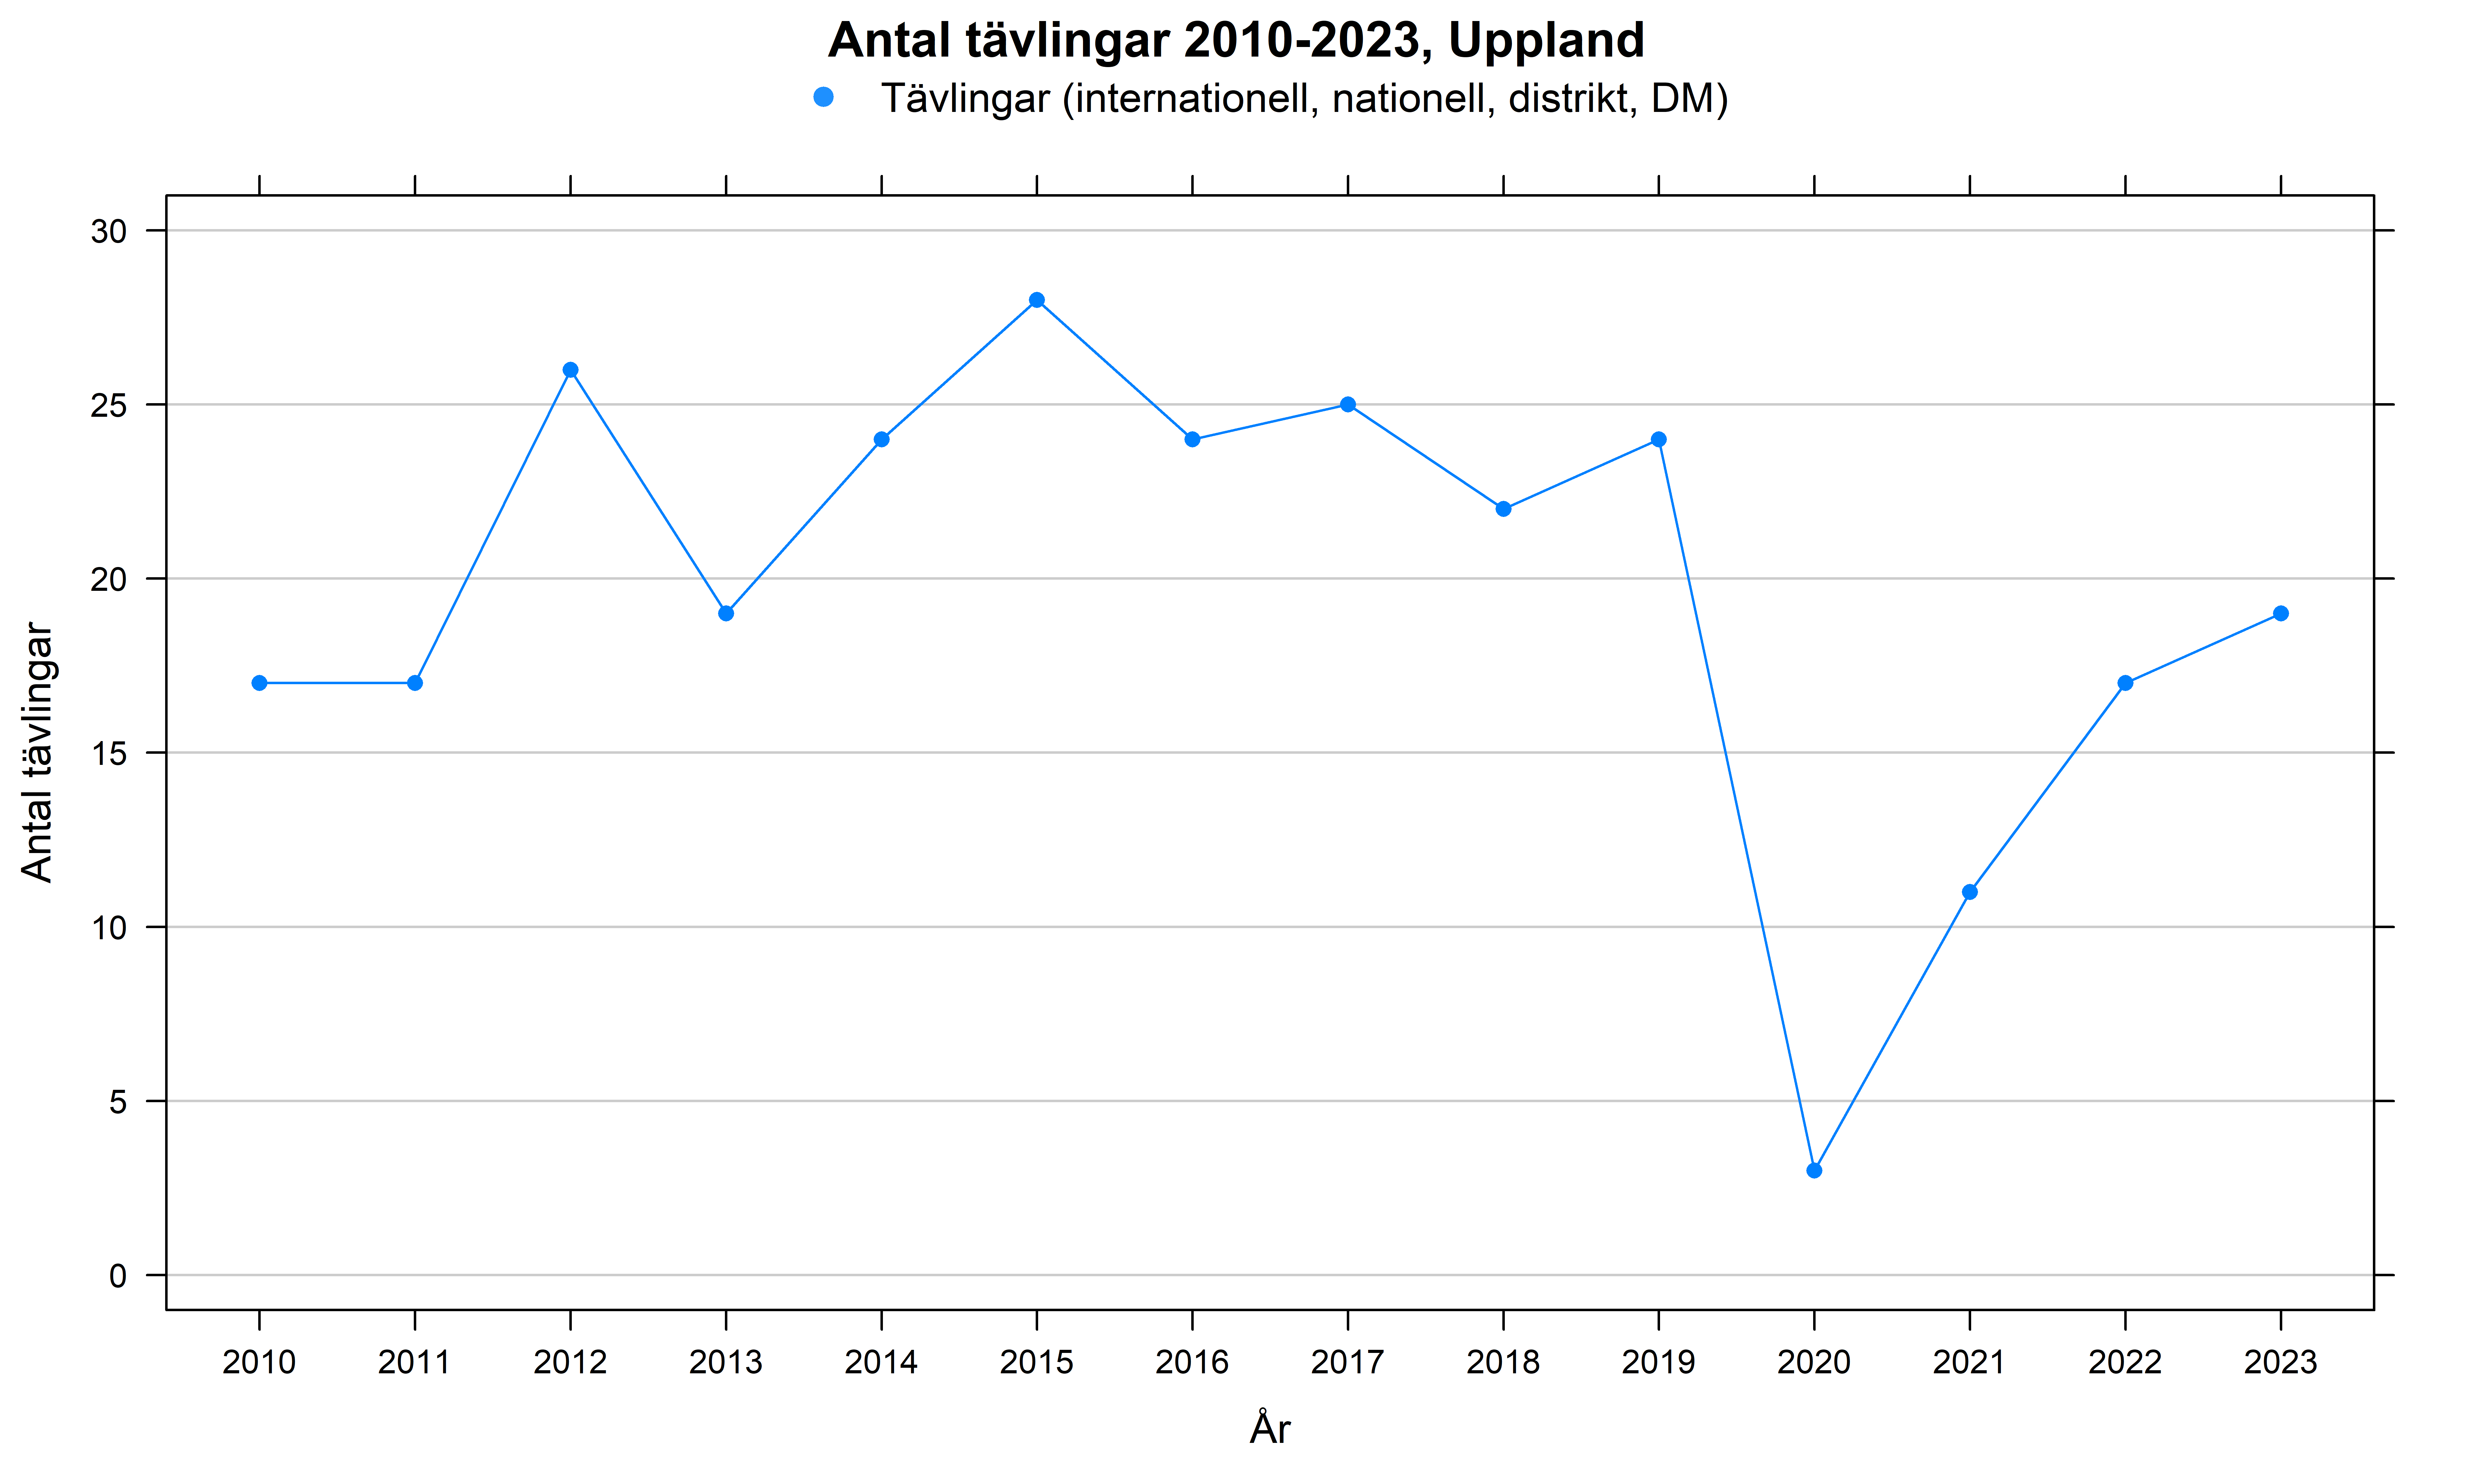 Antal tävlingar 2010-2023, Uppland
Tävlingar (internationell, nationell, distrikt, DM)
30
25
20
15
10
5
0
Antal tävlingar
2010 2011 2012 2013 2014 2015 2016 2017 2018 2019 2020 2021 2022 2023
År